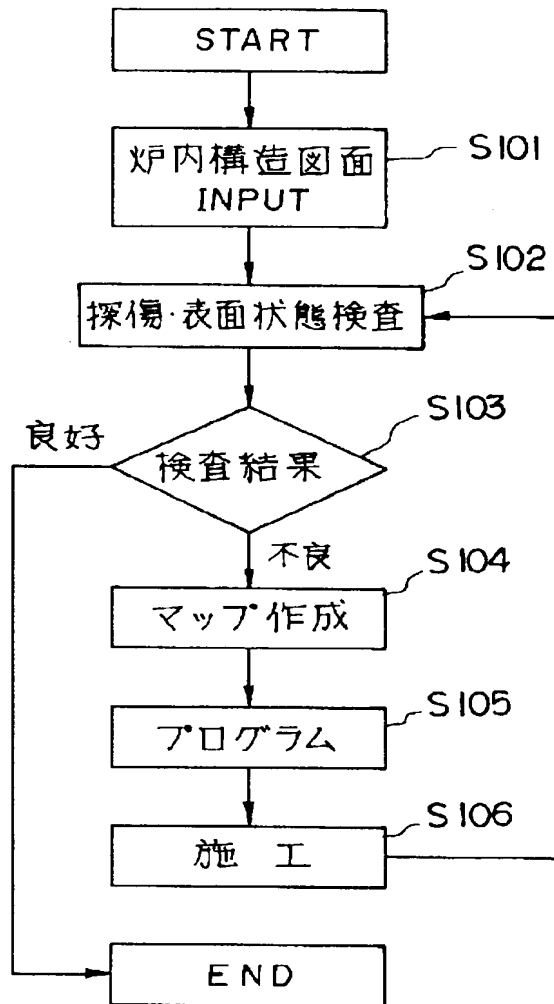 START
炉内構造図面
INPUT
S101
探傷・表面状態検査
S102
検査結果
S103
良好
不良
マップ作成
S104
プログラム
S105
施工
S106
END